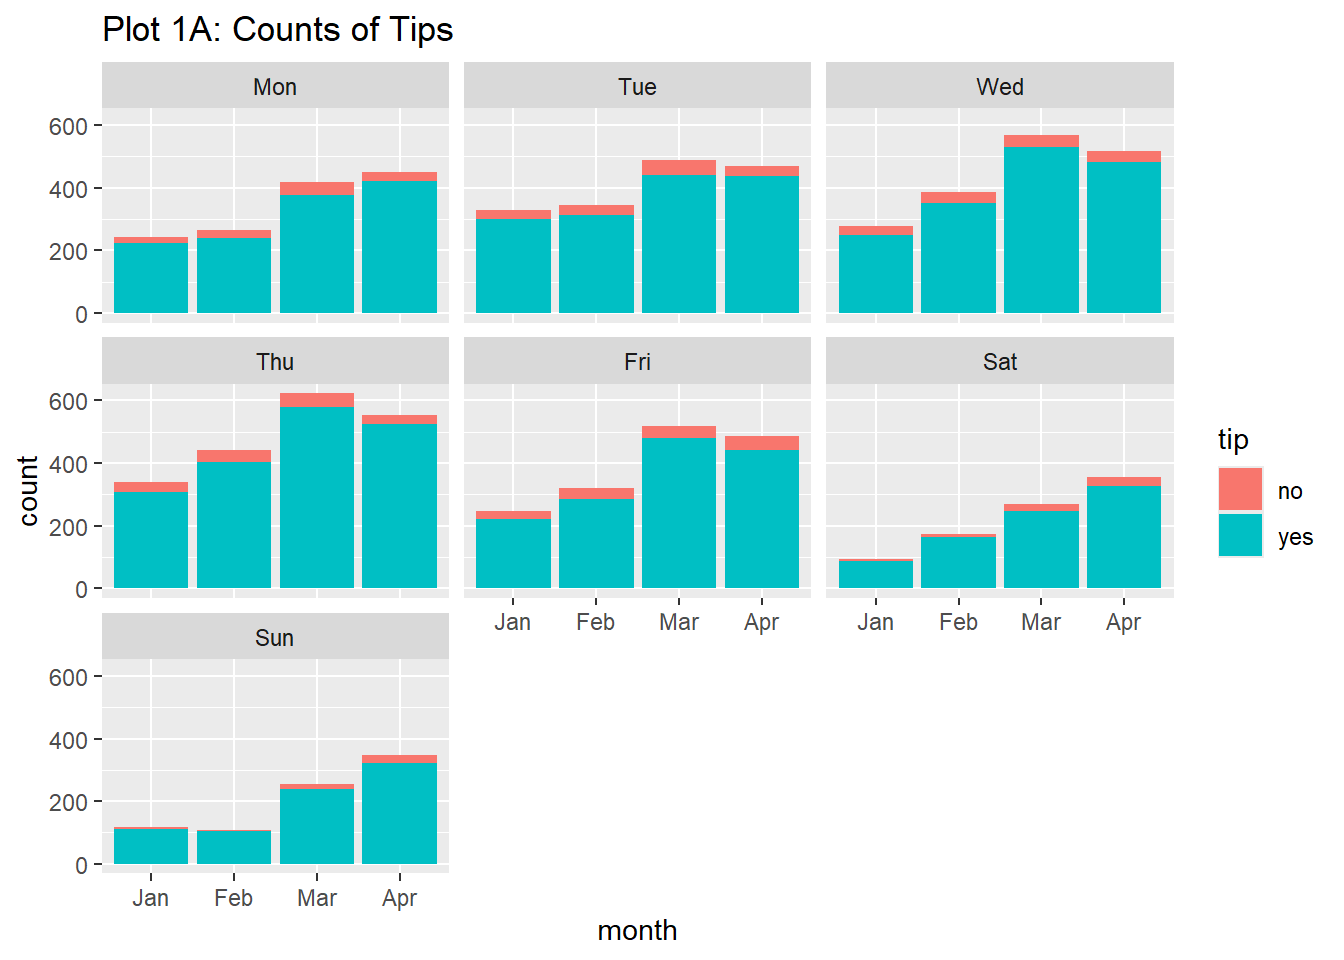 Plot 1A: Counts of Tips
Mon Tue Wed
600
400
200
0
Thu Fri Sat
600
400
200
0
Jan Feb Mar Apr Jan Feb Mar Apr
Sun
600
400
200
0
Jan Feb Mar Apr
month
count
tip
no
yes